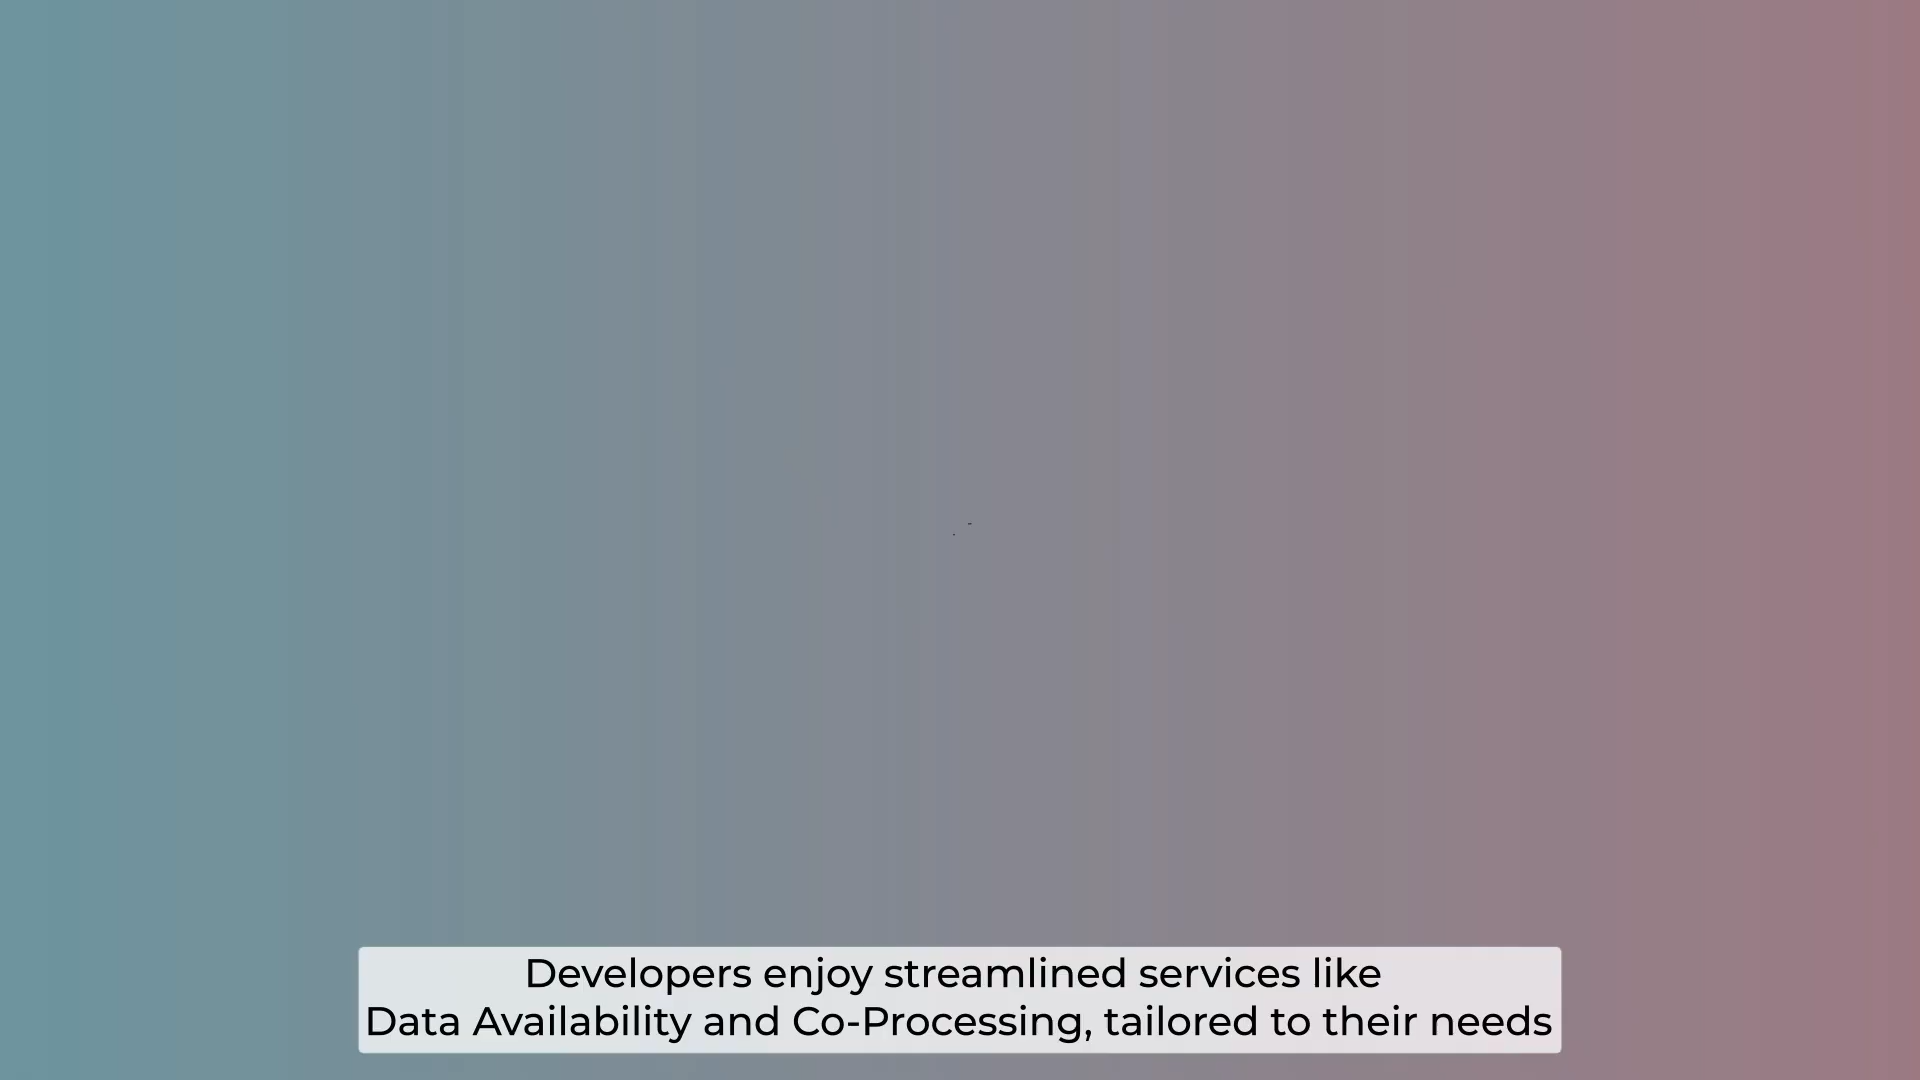 Developers enjoy streamlined services like
Data Availability and Co-Processing, tailored to their needs